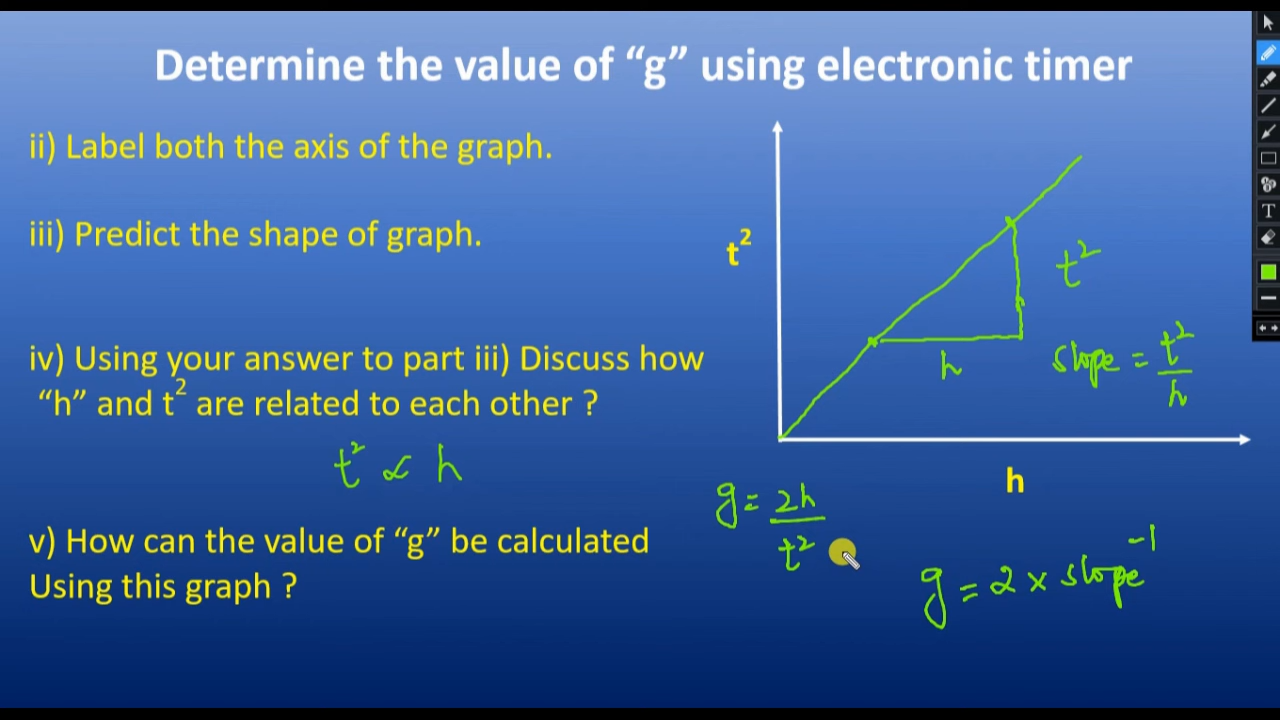 Determine the value of “g” using electronic timer
ii) Label both the axis of the graph.
iii) Predict the shape of graph.
iv) Using your answer to part iii) Discuss how
“h” and t² are related to each other ?
t² ∝ h
v) How can the value of “g” be calculated
Using this graph ?
t²
t²
h
slope = t²/h
h
g = 2h/t²
g = 2 × slope⁻¹
T